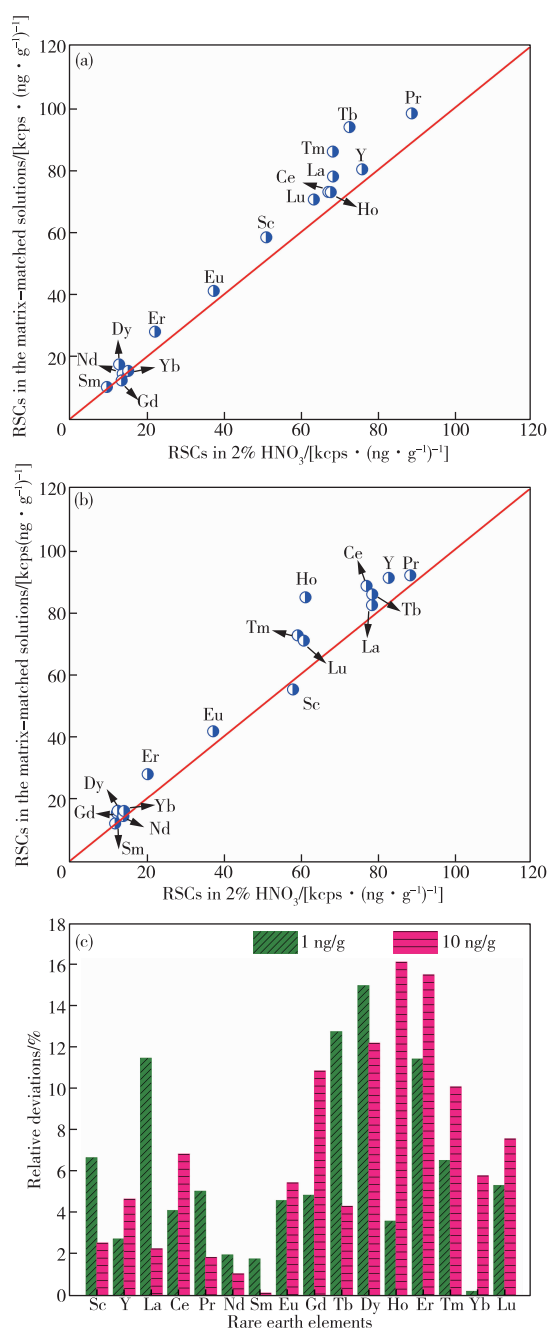 (a)
RSCs in the matrix-matched solutions/[kcps·(ng·g⁻¹)⁻¹]
120
100
80
60
40
20
0
Pr
Tb
Tm
Y
La
Ce
Lu
Ho
Sc
Eu
Er
Dy
Nd
Yb
Sm
Gd
0 20 40 60 80 100 120
RSCs in 2% HNO₃/[kcps·(ng·g⁻¹)⁻¹]
(b)
RSCs in the matrix-matched solutions/[kcps(ng·g⁻¹)⁻¹]
120
100
80
60
40
20
Ce
Y
Pr
Ho
Tb
Tm
La
Lu
Sc
Eu
Er
Dy
Yb
Gd
Nd
Sm
0 20 40 60 80 100 120
RSCs in 2% HNO₃/[kcps·(ng·g⁻¹)⁻¹]
(c)
1 ng/g
10 ng/g
Relative deviations/%
18
16
14
12
10
8
6
4
2
0
Sc Y La Ce Pr Nd Sm Eu Gd Tb Dy Ho Er Tm Yb Lu
Rare earth elements